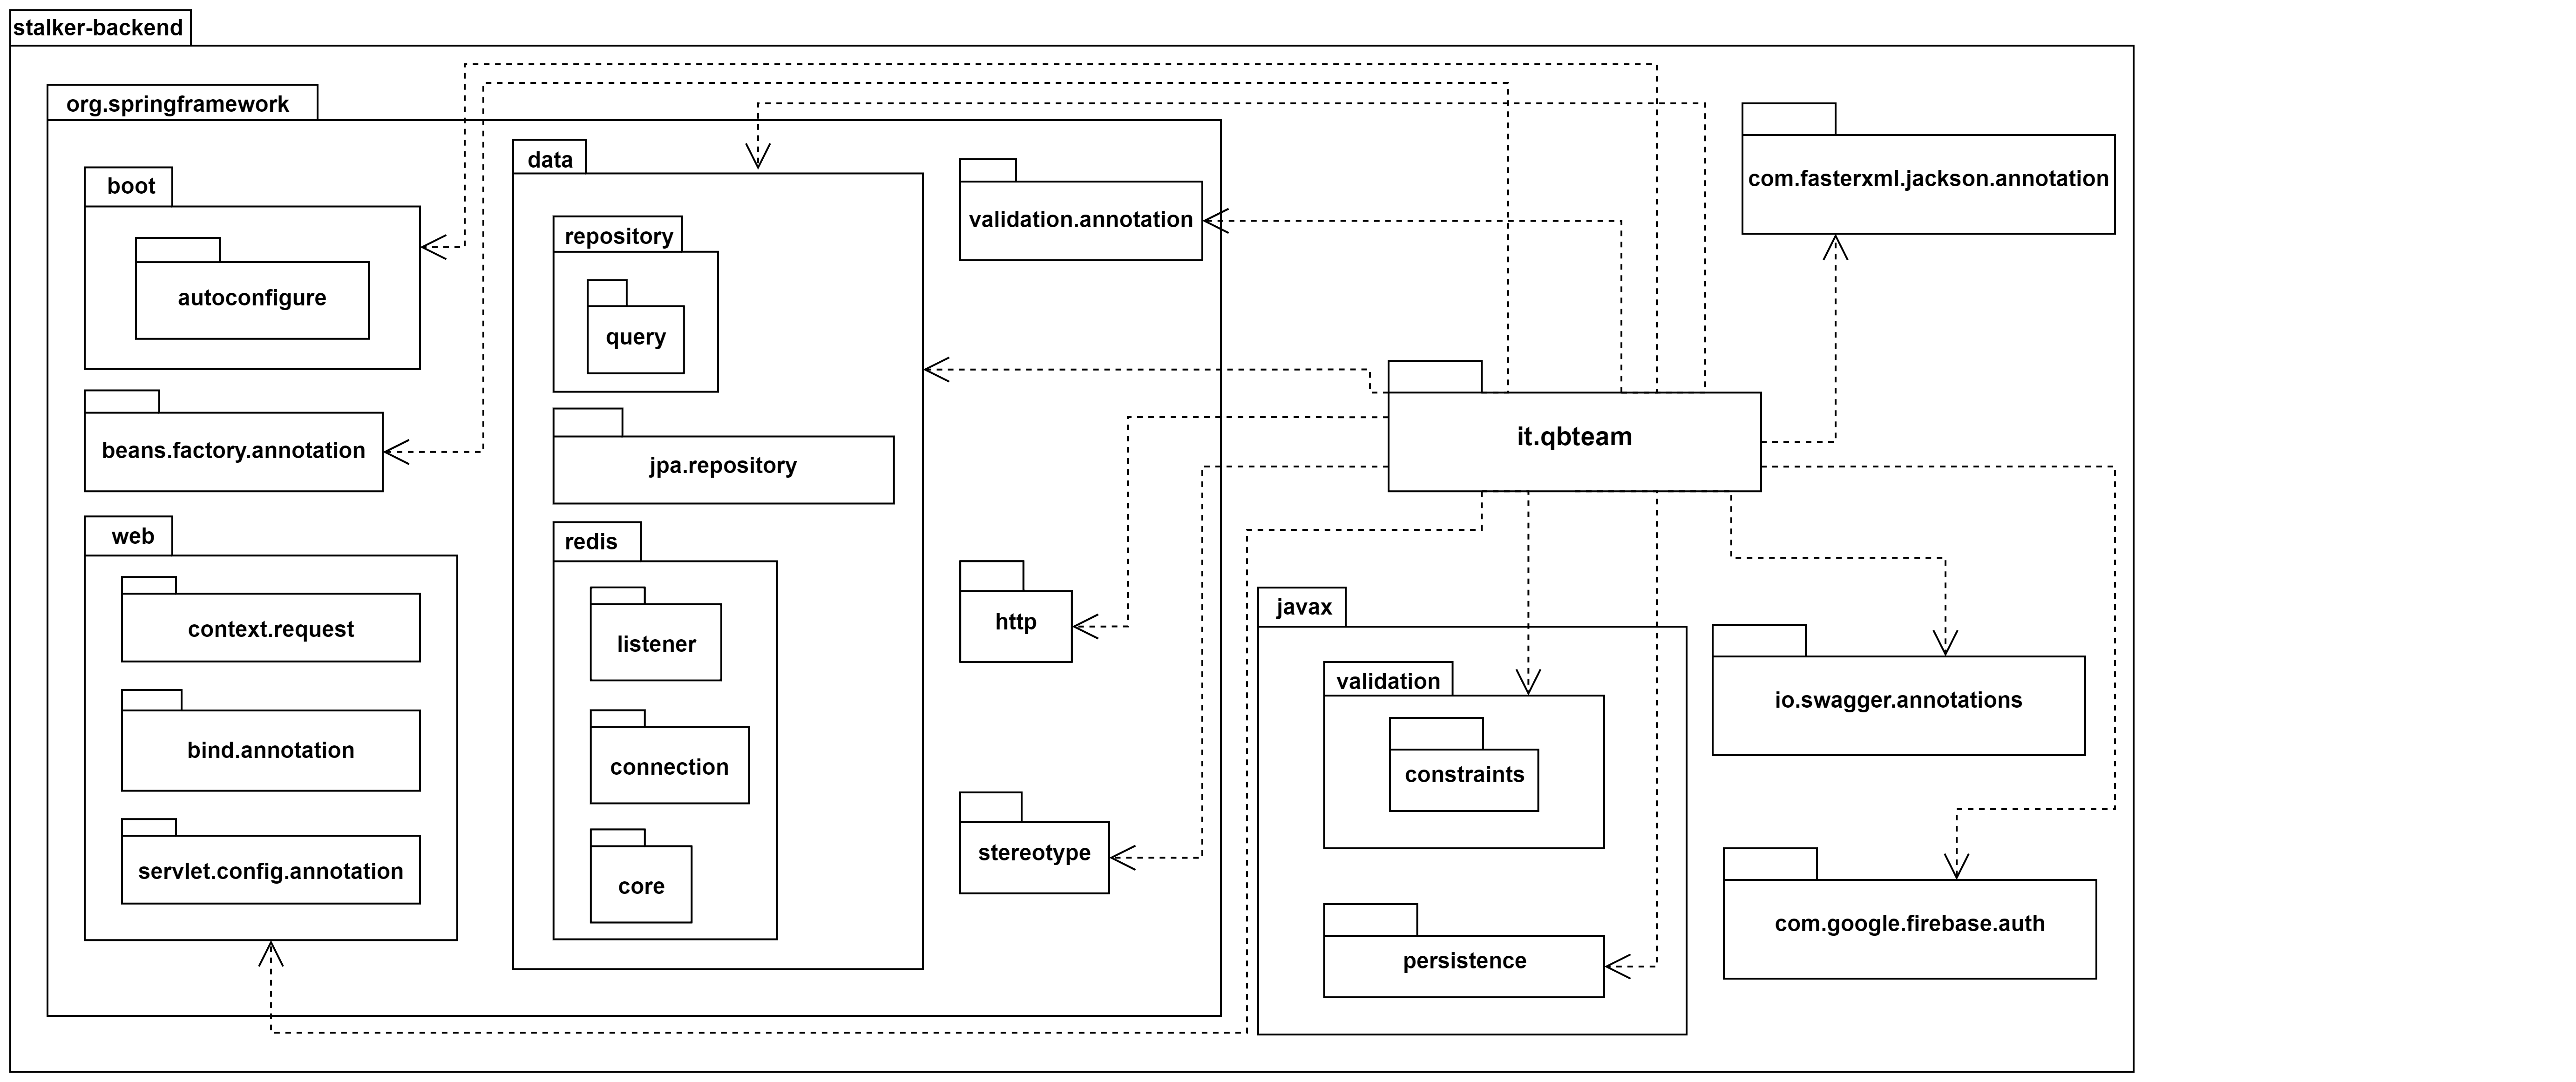 stalker-backend
org.springframework
boot
autoconfigure
beans.factory.annotation
web
context.request
bind.annotation
servlet.config.annotation
data
repository
query
jpa.repository
redis
listener
connection
core
validation.annotation
http
stereotype
it.qbteam
javax
validation
constraints
persistence
com.fasterxml.jackson.annotation
io.swagger.annotations
com.google.firebase.auth